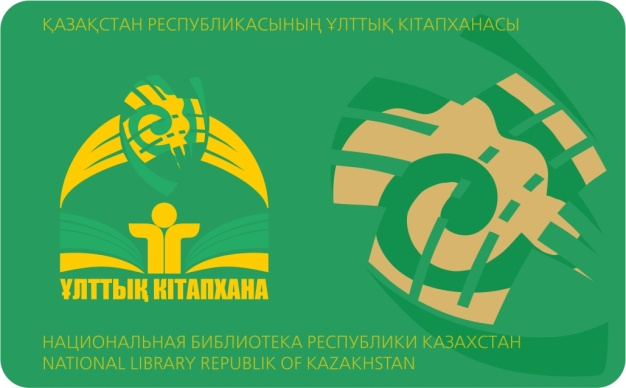 ҚАЗАҚСТАН РЕСПУБЛИКАСЫНЫҢ ҰЛТТЫҚ КІТАПХАНАСЫ
ҰЛТТЫҚ КІТАПХАНА
НАЦИОНАЛЬНАЯ БИБЛИОТЕКА РЕСПУБЛИКИ КАЗАХСТАН
NATIONAL LIBRARY REPUBLIK OF KAZAKHSTAN